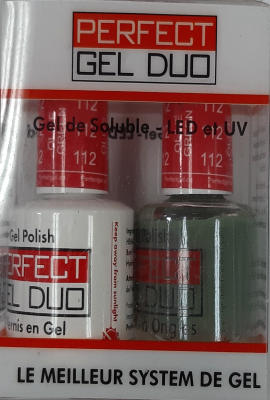 PERFECT
GEL DUO
112
112
Gel de Soluble - LED et UV
112
112
Gel Polish
Polish
PERFECT
GEL DUO
PERFECT
GEL DUO
Keep away from sunlight
Vernis en Gel
à Ongles
LE MEILLEUR SYSTEM DE GEL